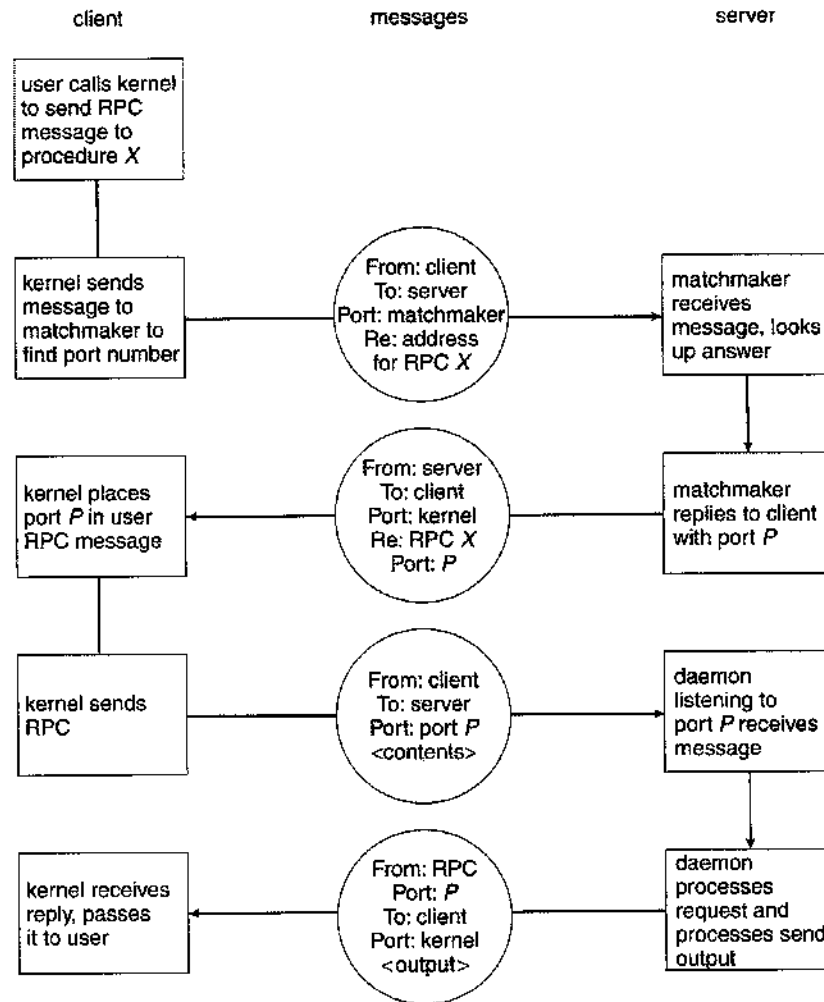 client
messages
server
user calls kernel
to send RPC
message to
procedure X
kernel sends
message to
matchmaker to
find port number
From: client
To: server
Port: matchmaker
Re: address
for RPC X
matchmaker
receives
message, looks
up answer
kernel places
port P in user
RPC message
From: server
To: client
Port: kernel
Re: RPC X
Port: P
matchmaker
replies to client
with port P
kernel sends
RPC
From: client
To: server
Port: port P
<contents>
daemon
listening to
port P receives
message
kernel receives
reply, passes
it to user
From: RPC
Port: P
To: client
Port: kernel
<output>
daemon
processes
request and
processes send
output